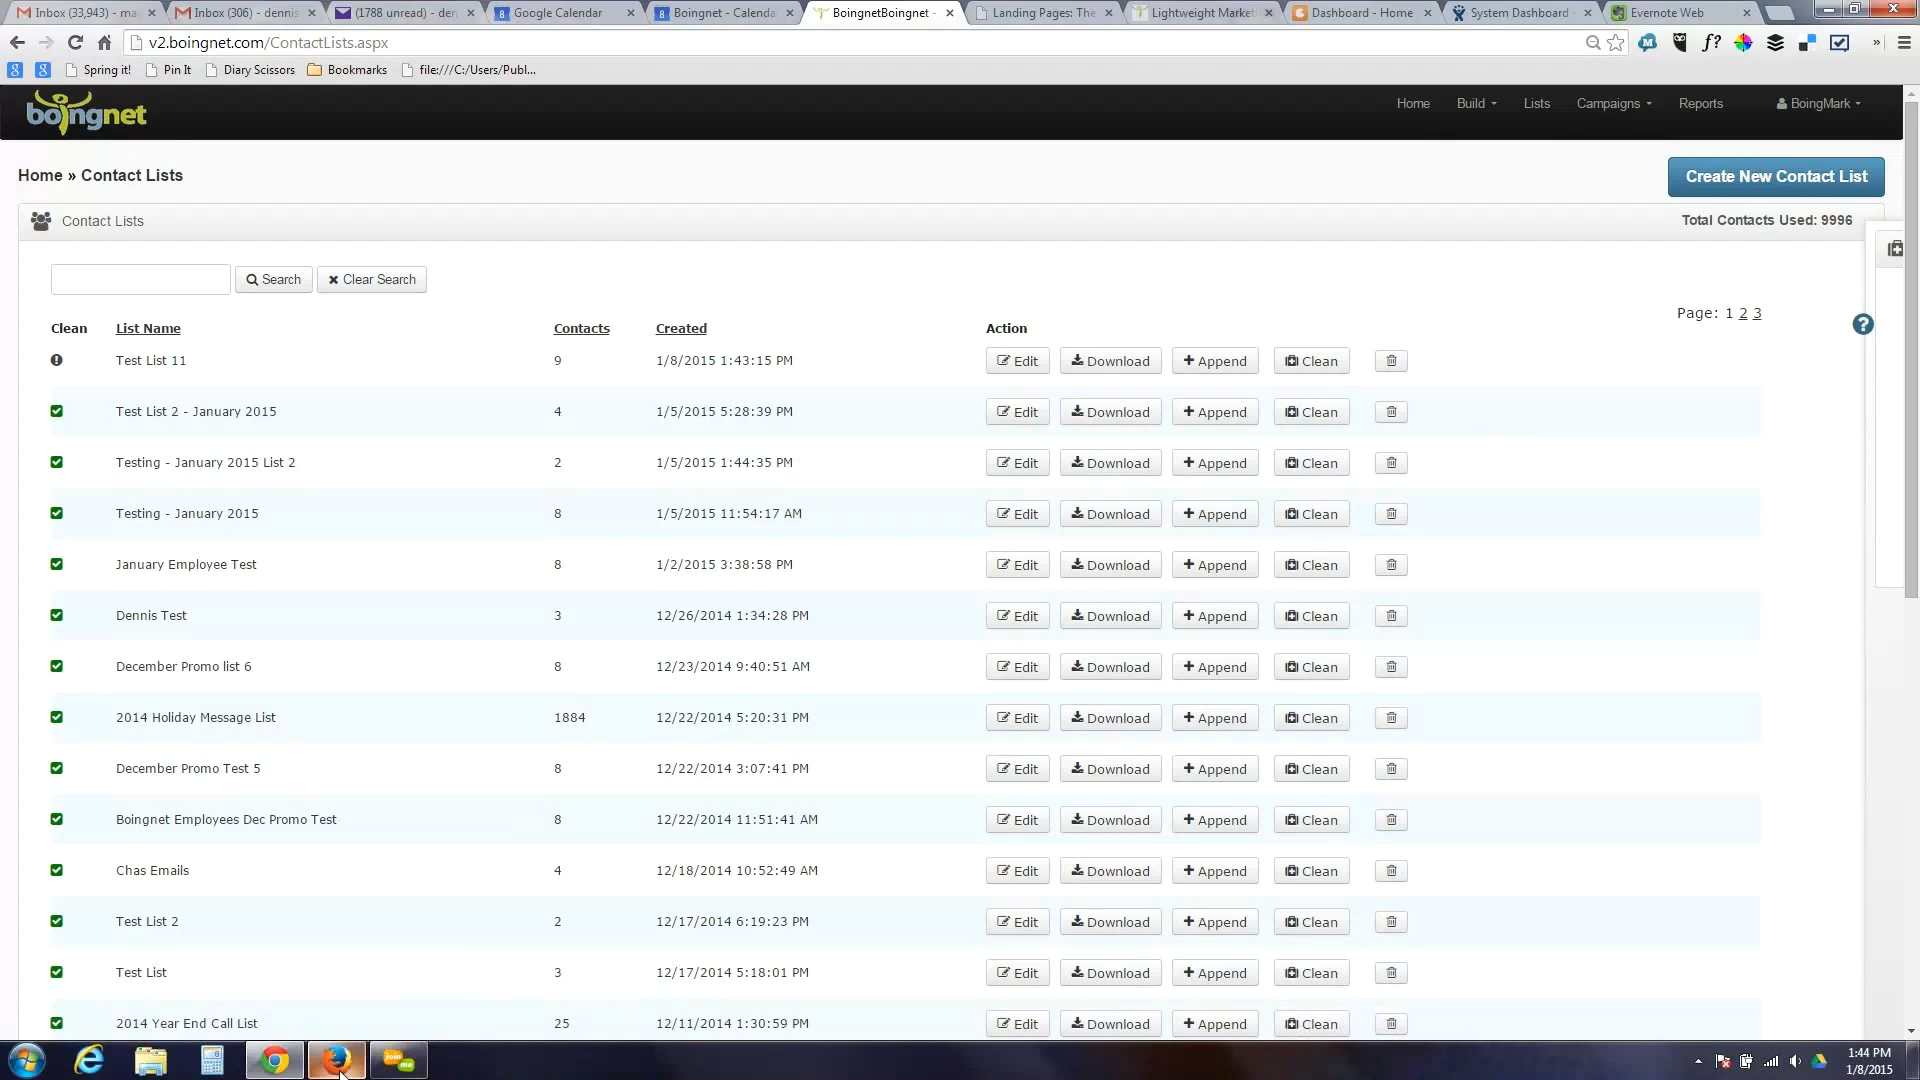 Inbox (33,943) - ma
Inbox (306) - dennis
(1788 unread) - den
Google Calendar
Boingnet - Calenda
BoingnetBoingnet -
Landing Pages: The
Lightweight Market
Dashboard - Home
System Dashboard -
Evernote Web
v2.boingnet.com/ContactLists.aspx
Spring it! Pin It Diary Scissors Bookmarks file:///C:/Users/Publ...
boingnet
Home Build Lists Campaigns Reports BoingMark
Home » Contact Lists
Create New Contact List
Contact Lists
Total Contacts Used: 9996
Search Clear Search
Page: 1 2 3
Clean List Name Contacts Created Action
Test List 11 9 1/8/2015 1:43:15 PM Edit Download Append Clean
Test List 2 - January 2015 4 1/5/2015 5:28:39 PM Edit Download Append Clean
Testing - January 2015 List 2 2 1/5/2015 1:44:35 PM Edit Download Append Clean
Testing - January 2015 8 1/5/2015 11:54:17 AM Edit Download Append Clean
January Employee Test 8 1/2/2015 3:38:58 PM Edit Download Append Clean
Dennis Test 3 12/26/2014 1:34:28 PM Edit Download Append Clean
December Promo list 6 8 12/23/2014 9:40:51 AM Edit Download Append Clean
2014 Holiday Message List 1884 12/22/2014 5:20:31 PM Edit Download Append Clean
December Promo Test 5 8 12/22/2014 3:07:41 PM Edit Download Append Clean
Boingnet Employees Dec Promo Test 8 12/22/2014 11:51:41 AM Edit Download Append Clean
Chas Emails 4 12/18/2014 10:52:49 AM Edit Download Append Clean
Test List 2 2 12/17/2014 6:19:23 PM Edit Download Append Clean
Test List 3 12/17/2014 5:18:01 PM Edit Download Append Clean
2014 Year End Call List 25 12/11/2014 1:30:59 PM Edit Download Append Clean
join me
1:44 PM
1/8/2015